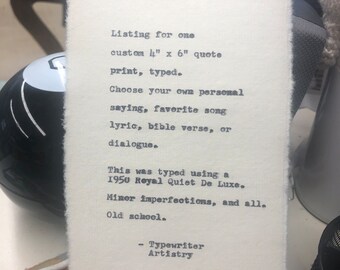 Listing for one
custom 4" x 6" quote
print, typed.
Choose your own personal
saying, favorite song
lyric, bible verse, or
dialogue.
This was typed using a
1950 Royal Quiet De Luxe.
Minor imperfections, and all.
Old school.
- Typewriter
Artistry